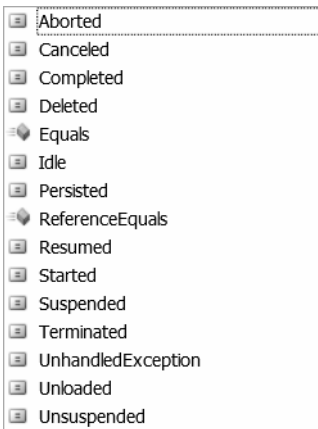 Aborted
Canceled
Completed
Deleted
Equals
Idle
Persisted
ReferenceEquals
Resumed
Started
Suspended
Terminated
UnhandledException
Unloaded
Unsuspended